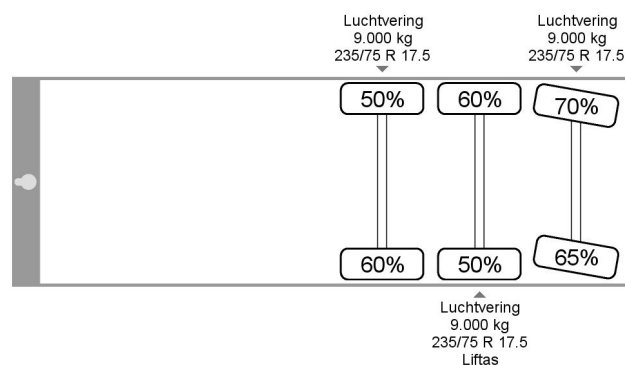 Luchtvering
9.000 kg
235/75 R 17.5
Luchtvering
9.000 kg
235/75 R 17.5
50%
60%
70%
60%
50%
65%
Luchtvering
9.000 kg
235/75 R 17.5
Liftas